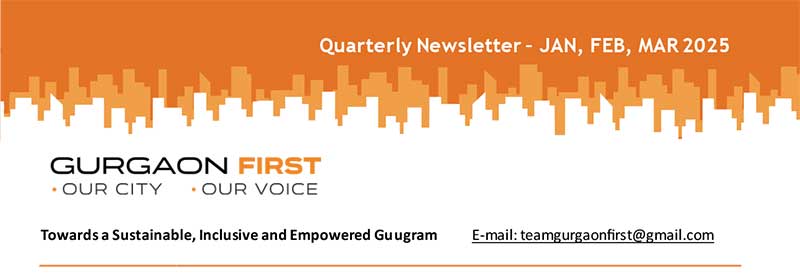 Quarterly Newsletter – JAN, FEB, MAR 2025
GURGAON FIRST
• OUR CITY • OUR VOICE
Towards a Sustainable, Inclusive and Empowered Guugram E-mail: teamgurgaonfirst@gmail.com